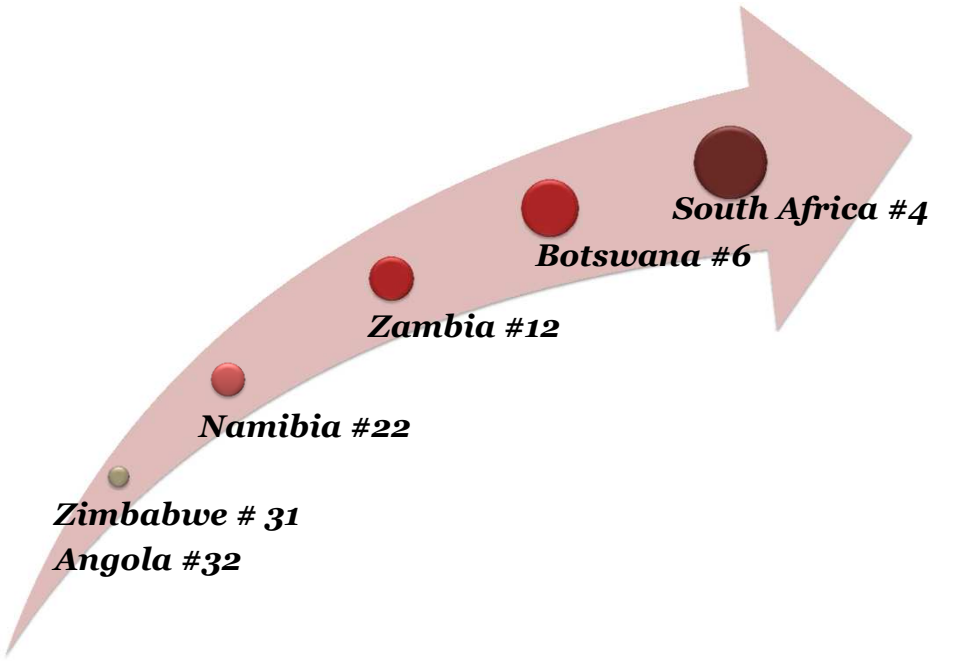 South Africa #4
Botswana #6
Zambia #12
Namibia #22
Zimbabwe # 31
Angola #32